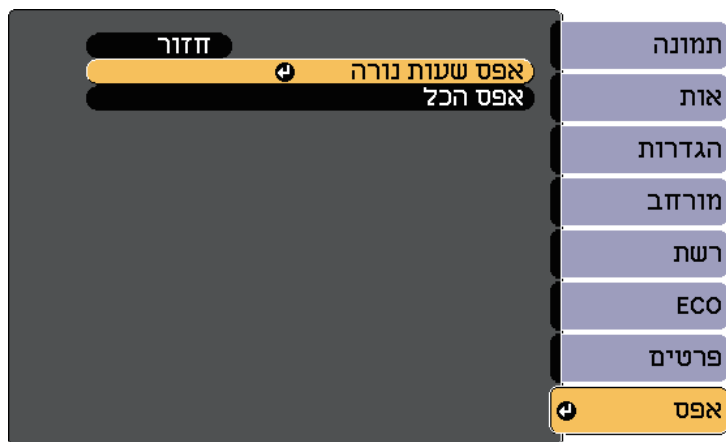 חזור
אפס שעות נורה
אפס הכל
תמונה
אות
הגדרות
מורחב
רשת
ECO
פרטים
אפס